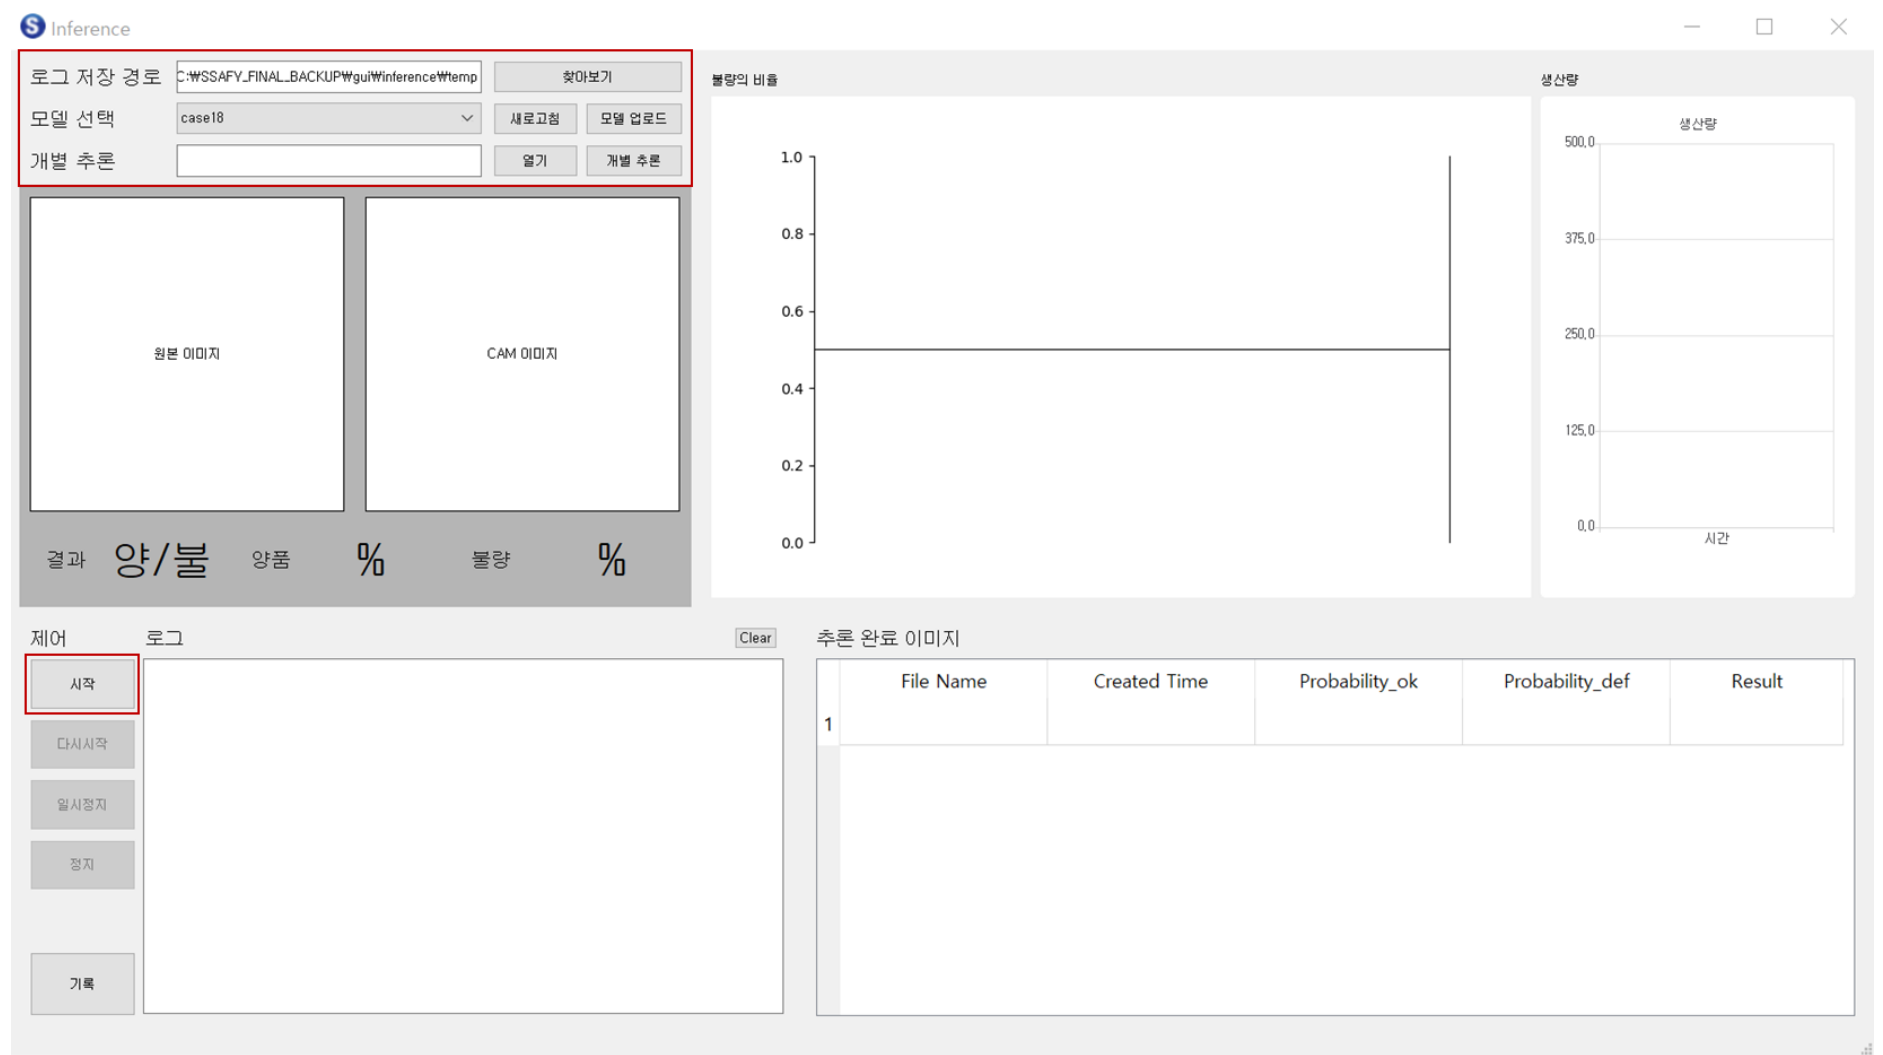 S Inference
로그 저장 경로 C:₩SSAFY_FINAL_BACKUP₩gui₩inference₩temp 찾아보기
모델 선택 case18 새로고침 모델 업로드
개별 추론 열기 개별 추론
원본 이미지 CAM 이미지
결과 양/불 양품 % 불량 %
불량의 비율
1.0
0.8
0.6
0.4
0.2
0.0
생산량
생산량
500,0
375,0
250,0
125,0
0,0
시간
제어 로그 Clear
시작
다시시작
일시정지
정지
기록
추론 완료 이미지
File Name Created Time Probability_ok Probability_def Result
1